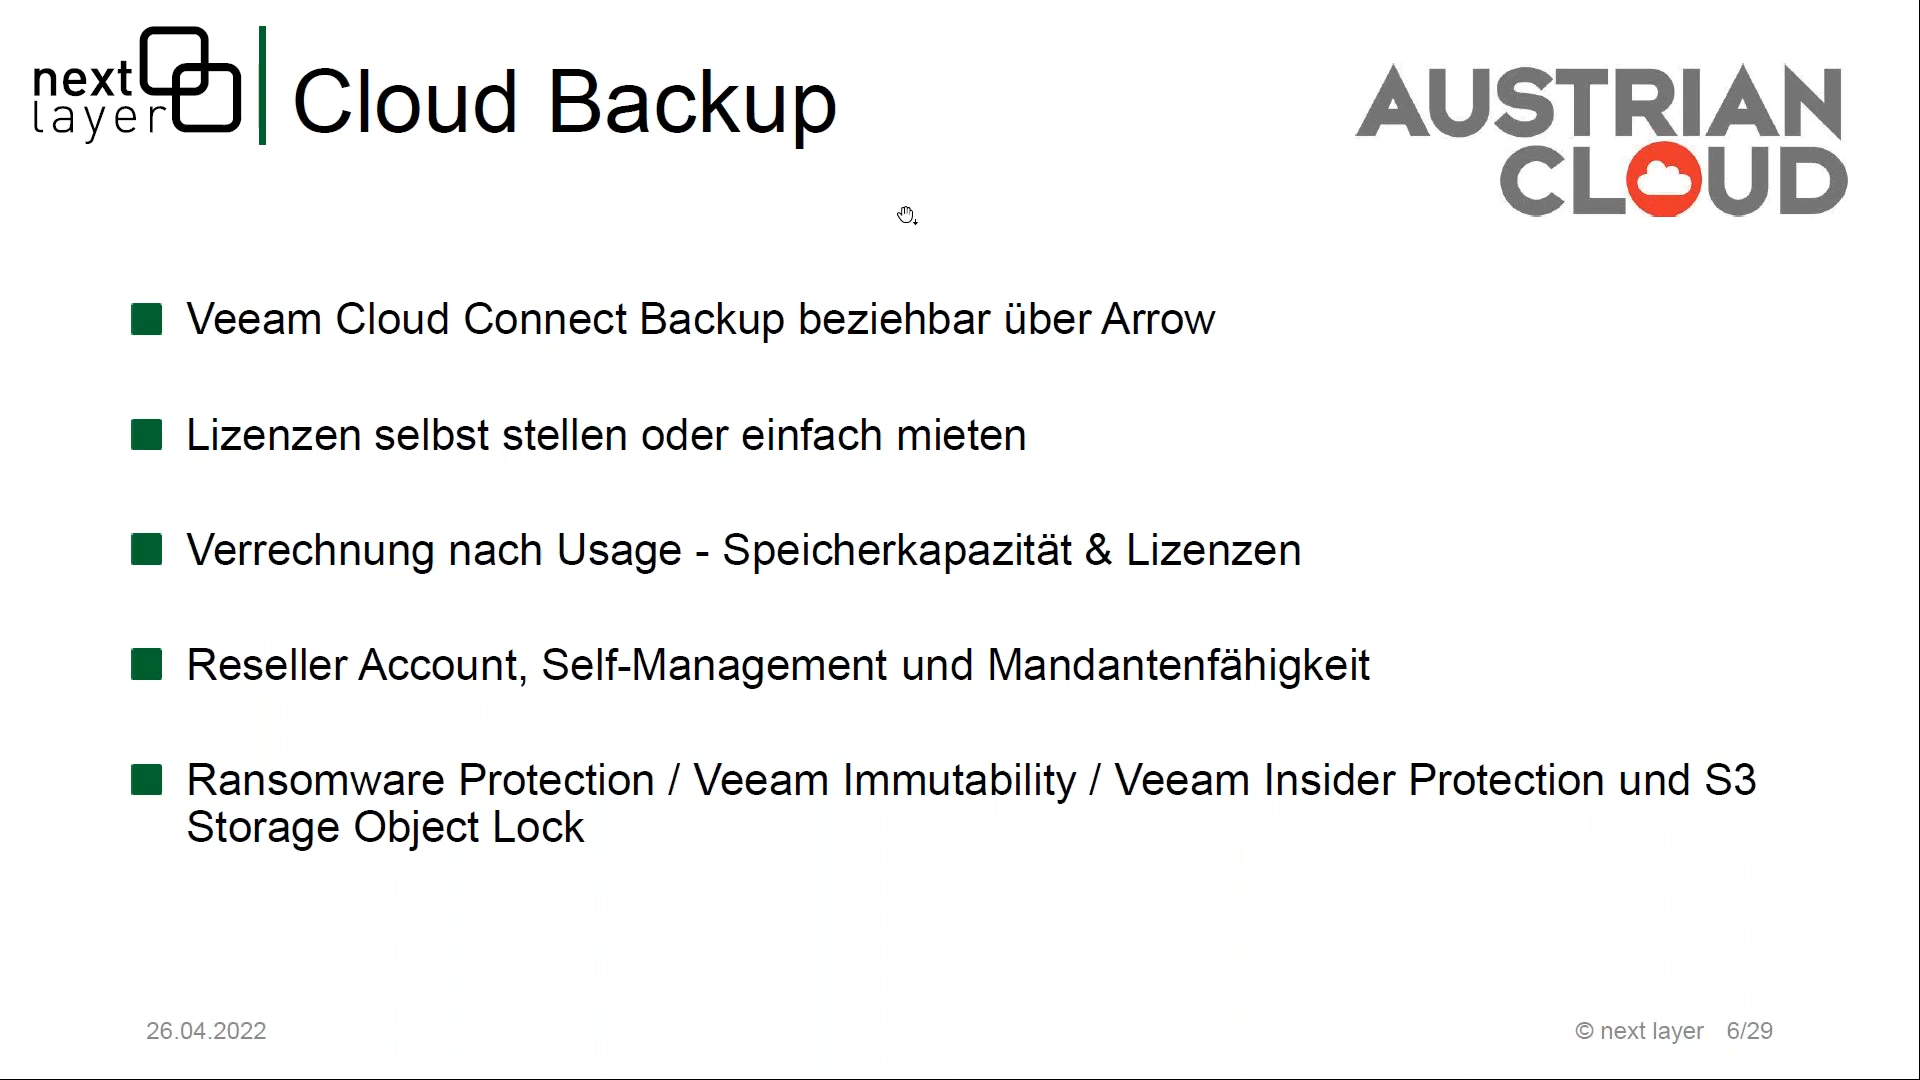 next
layer
Cloud Backup
AUSTRIAN
CLOUD
Veeam Cloud Connect Backup beziehbar über Arrow
Lizenzen selbst stellen oder einfach mieten
Verrechnung nach Usage - Speicherkapazität & Lizenzen
Reseller Account, Self-Management und Mandantenfähigkeit
Ransomware Protection / Veeam Immutability / Veeam Insider Protection und S3
Storage Object Lock
26.04.2022
© next layer 6/29